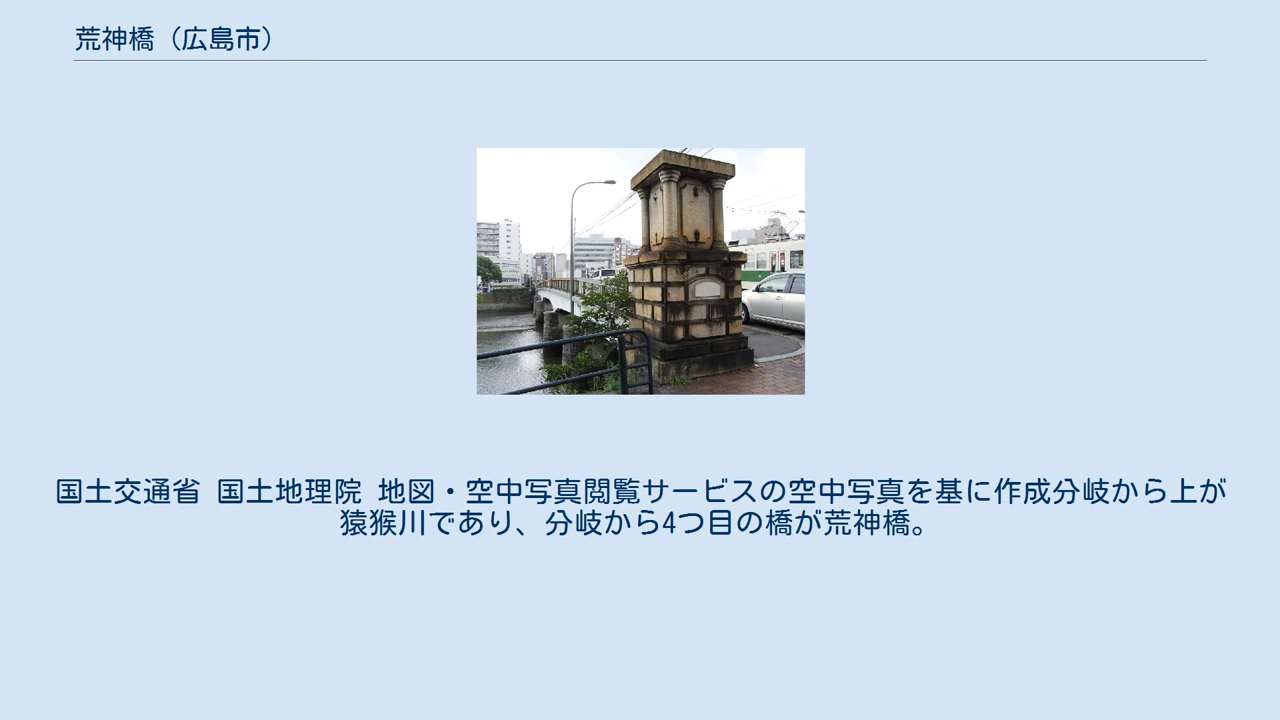 荒神橋（広島市）
国土交通省 国土地理院 地図・空中写真閲覧サービスの空中写真を基に作成分岐から上が
猿猴川であり、分岐から4つ目の橋が荒神橋。